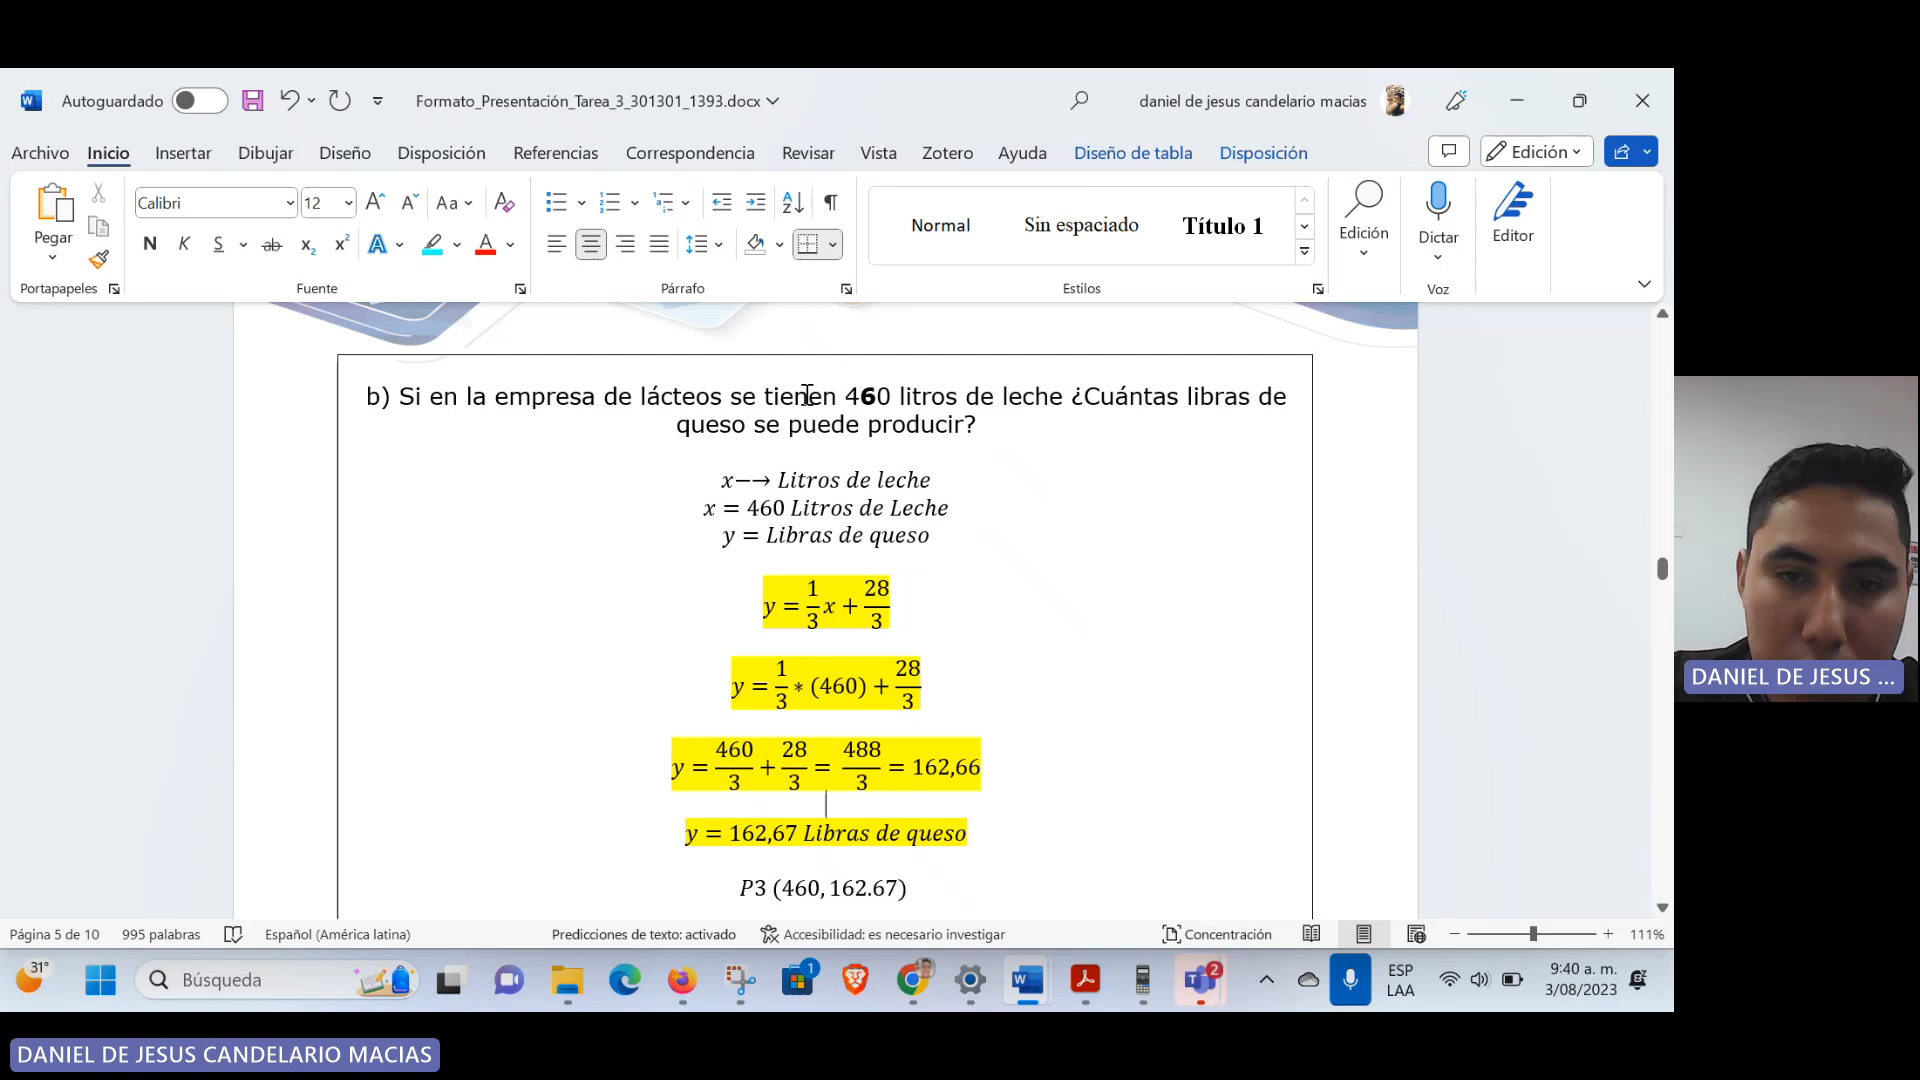 Autoguardado
Formato_Presentación_Tarea_3_301301_1393.docx
daniel de jesus candelario macias
Archivo Inicio Insertar Dibujar Diseño Disposición Referencias Correspondencia Revisar Vista Zotero Ayuda Diseño de tabla Disposición Edición
Calibri 12 Aa
Pegar
N K S ab x₂ x² A A
Normal Sin espaciado Título 1
Edición Dictar Editor
Portapapeles Fuente Párrafo Estilos Voz
b) Si en la empresa de lácteos se tienen 460 litros de leche ¿Cuántas libras de
queso se puede producir?
x−→ Litros de leche
x = 460 Litros de Leche
y = Libras de queso
y = 1/3 x + 28/3
y = 1/3 ∗ (460) + 28/3
y = 460/3 + 28/3 = 488/3 = 162,66
y = 162,67 Libras de queso
P3 (460, 162.67)
DANIEL DE JESUS ...
Página 5 de 10 995 palabras Español (América latina) Predicciones de texto: activado Accesibilidad: es necesario investigar Concentración 111%
31° Búsqueda 1 2 ESP LAA 9:40 a. m. 3/08/2023
DANIEL DE JESUS CANDELARIO MACIAS